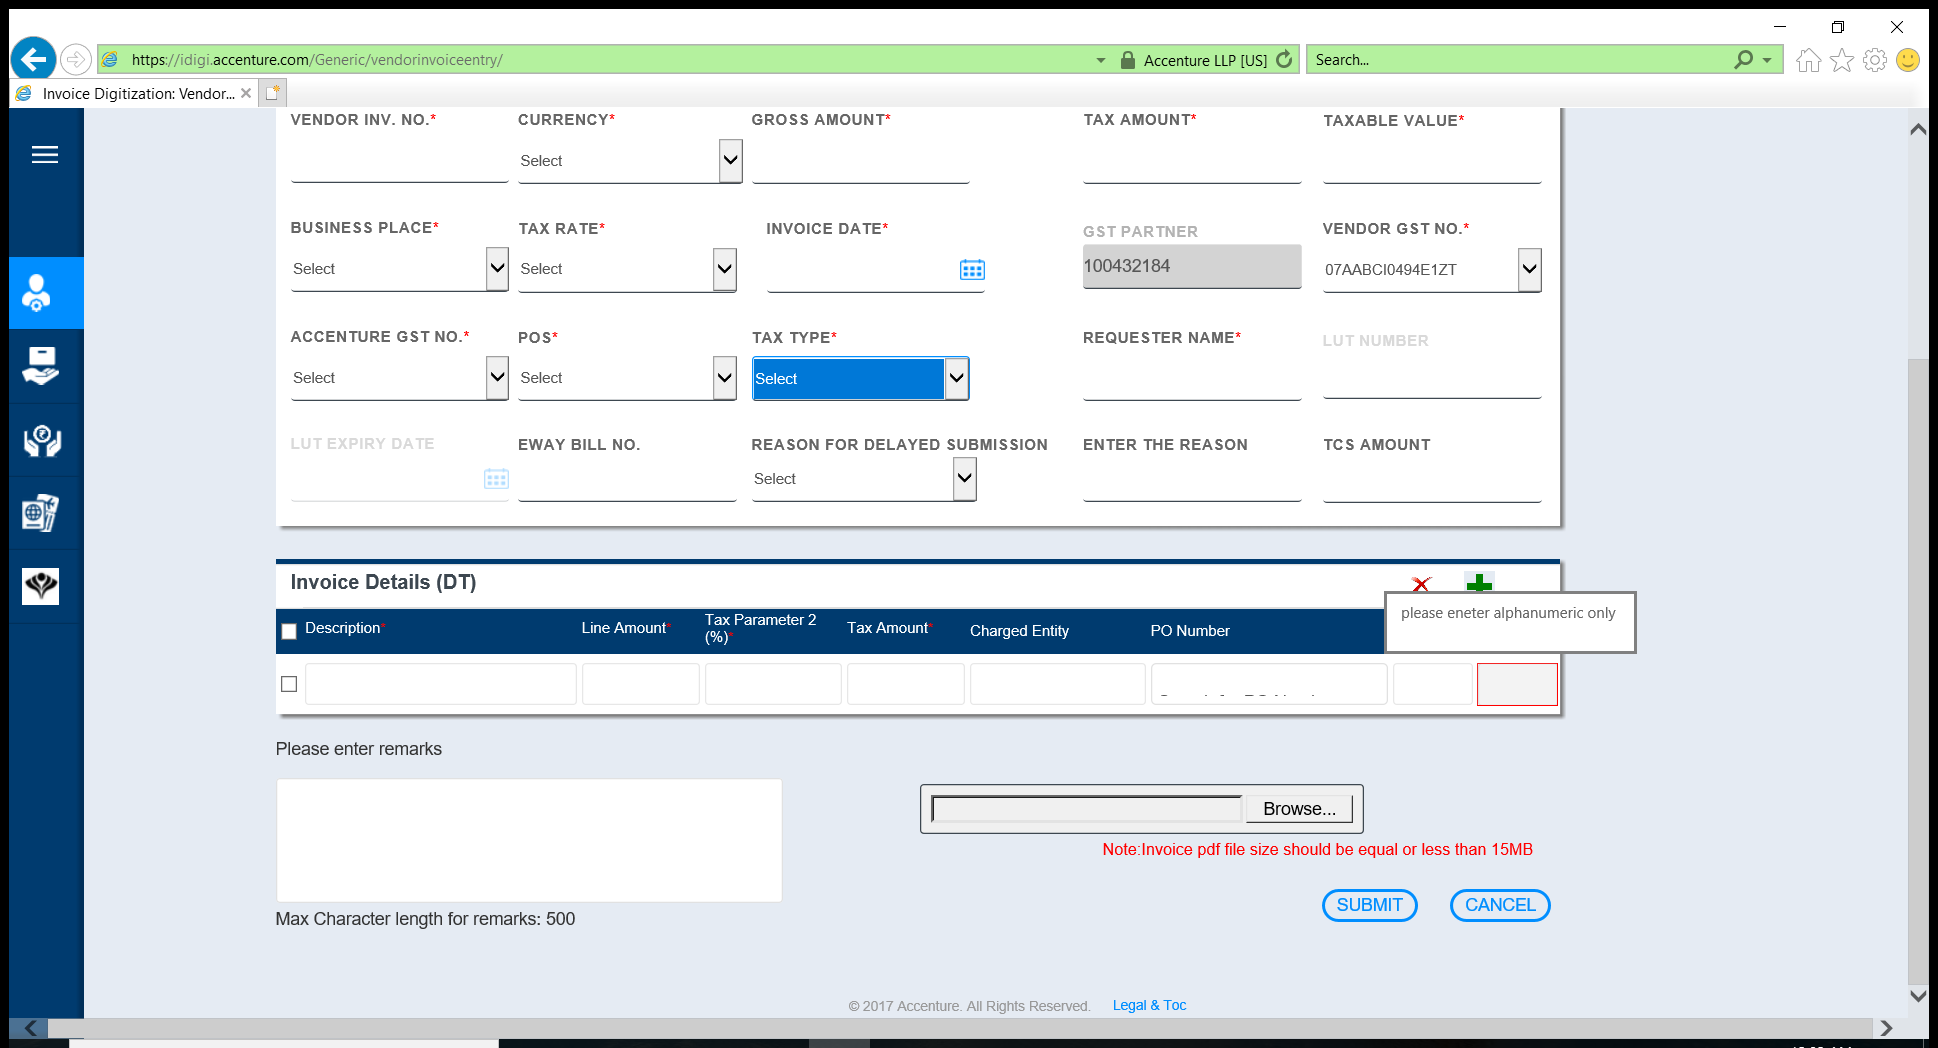 https://idigi.accenture.com/Generic/vendorinvoiceentry/
Accenture LLP [US]
Search...
Invoice Digitization: Vendor...
VENDOR INV. NO.* CURRENCY* GROSS AMOUNT* TAX AMOUNT* TAXABLE VALUE*
Select
BUSINESS PLACE* TAX RATE* INVOICE DATE* GST PARTNER VENDOR GST NO.*
Select Select 100432184 07AABCI0494E1ZT
ACCENTURE GST NO.* POS* TAX TYPE* REQUESTER NAME* LUT NUMBER
Select Select Select
LUT EXPIRY DATE EWAY BILL NO. REASON FOR DELAYED SUBMISSION ENTER THE REASON TCS AMOUNT
Select
Invoice Details (DT)
please eneter alphanumeric only
Description* Line Amount* Tax Parameter 2 (%)* Tax Amount* Charged Entity PO Number
Please enter remarks
Browse...
Note:Invoice pdf file size should be equal or less than 15MB
SUBMIT CANCEL
Max Character length for remarks: 500
© 2017 Accenture. All Rights Reserved. Legal & Toc